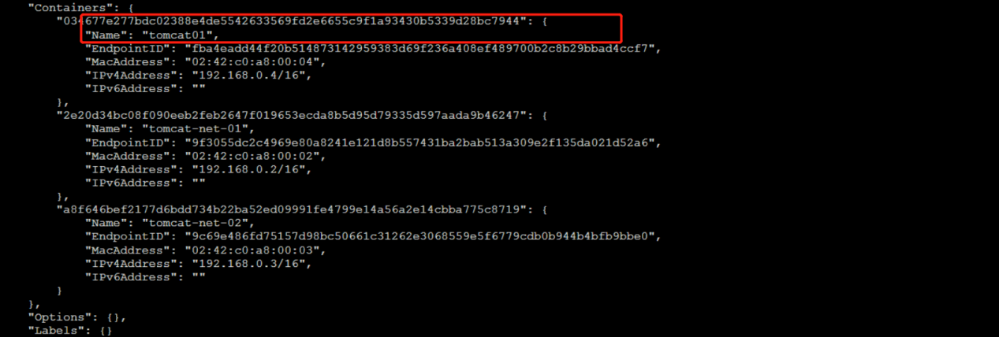 "Containers": {
"034677e277bdc02388e4de5542633569fd2e6655c9f1a93430b5339d28bc7944": {
"Name": "tomcat01",
"EndpointID": "fba4eadd44f20b514873142959383d69f236a408ef489700b2c8b29bbad4ccf7",
"MacAddress": "02:42:c0:a8:00:04",
"IPv4Address": "192.168.0.4/16",
"IPv6Address": ""
},
"2e20d34bc08f090eeb2feb2647f019653ecda8b5d95d79335d597aada9b46247": {
"Name": "tomcat-net-01",
"EndpointID": "9f3055dc2c4969e80a8241e121d8b557431ba2bab513a309e2f135da021d52a6",
"MacAddress": "02:42:c0:a8:00:02",
"IPv4Address": "192.168.0.2/16",
"IPv6Address": ""
},
"a8f646bef2177d6bdd734b22ba52ed09991fe4799e14a56a2e14cbba775c8719": {
"Name": "tomcat-net-02",
"EndpointID": "9c69e486fd75157d98bc50661c31262e3068559e5f6779cdb0b944b4bfb9bbe0",
"MacAddress": "02:42:c0:a8:00:03",
"IPv4Address": "192.168.0.3/16",
"IPv6Address": ""
}
},
"Options": {},
"Labels": {}